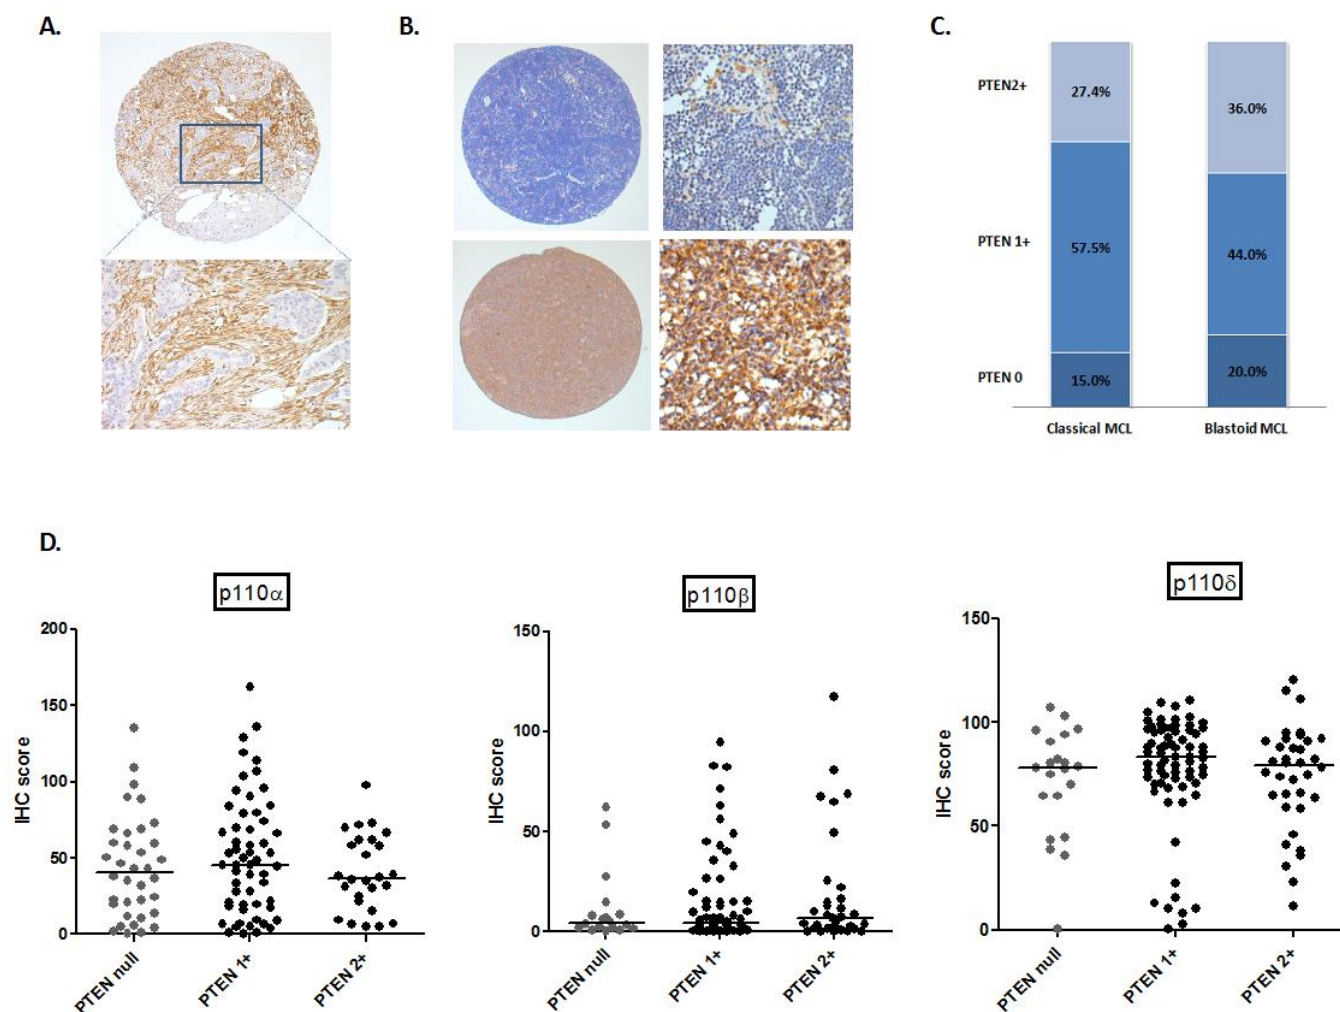 A.
B.
C.
PTEN2+
27.4%
36.0%
PTEN 1+
57.5%
44.0%
PTEN 0
15.0%
20.0%
Classical MCL
Blastoid MCL
D.
p110α
p110β
p110δ
200
150
100
50
0
IHC score
PTEN null
PTEN 1+
PTEN 2+
150
100
50
0
IHC score
PTEN null
PTEN 1+
PTEN 2+
150
100
50
0
IHC score
PTEN null
PTEN 1+
PTEN 2+